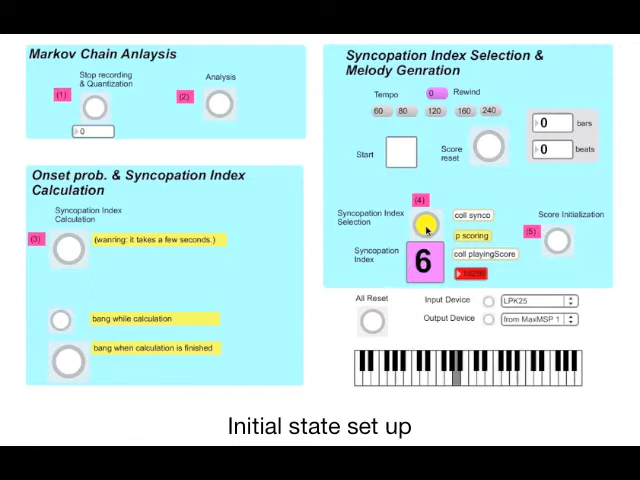 Markov Chain Anlaysis
Stop recording
& Quantization
Analysis
(1)
(2)
0
Onset prob. & Syncopation Index
Calculation
Syncopation Index
Calculation
(3)
(wanring: it takes a few seconds.)
bang while calculation
bang when calculation is finished
Syncopation Index Selection &
Melody Genration
Tempo
0
Rewind
60
80
120
160
240
Start
Score
reset
0
bars
0
beats
(4)
Syncopation Index
Selection
coll synco
p scoring
Syncopation
Index
6
coll playingScore
Score Initialization
(5)
All Reset
Input Device
LPK25
Output Device
from MaxMSP 1
Initial state set up